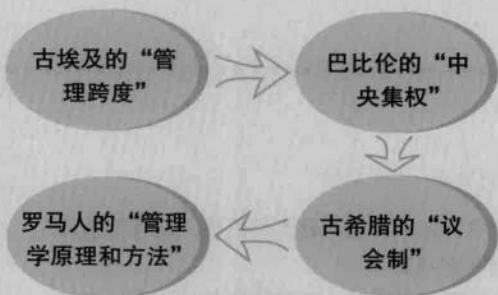 古埃及的“管
理跨度”
巴比伦的“中
央集权”
古希腊的“议
会制”
罗马人的“管理
学原理和方法”